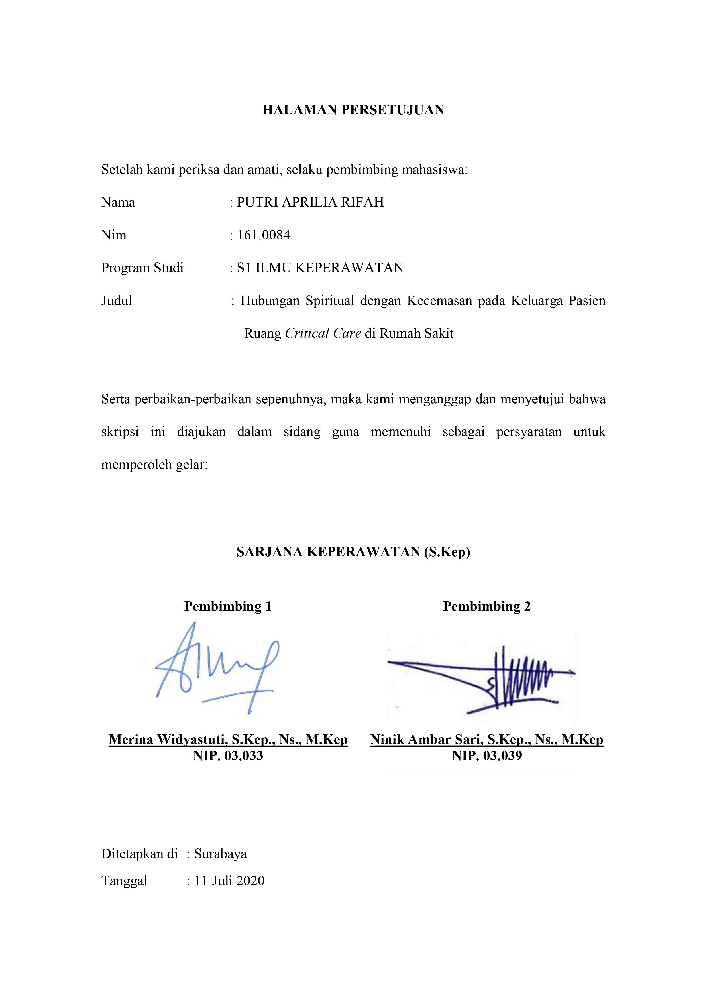 HALAMAN PERSETUJUAN
Setelah kami periksa dan amati, selaku pembimbing mahasiswa:
Nama : PUTRI APRILIA RIFAH
Nim : 161.0084
Program Studi : S1 ILMU KEPERAWATAN
Judul : Hubungan Spiritual dengan Kecemasan pada Keluarga Pasien
Ruang Critical Care di Rumah Sakit
Serta perbaikan-perbaikan sepenuhnya, maka kami menganggap dan menyetujui bahwa
skripsi ini diajukan dalam sidang guna memenuhi sebagai persyaratan untuk
memperoleh gelar:
SARJANA KEPERAWATAN (S.Kep)
Pembimbing 1 Pembimbing 2
Merina Widyastuti, S.Kep., Ns., M.Kep Ninik Ambar Sari, S.Kep., Ns., M.Kep
NIP. 03.033 NIP. 03.039
Ditetapkan di : Surabaya
Tanggal : 11 Juli 2020